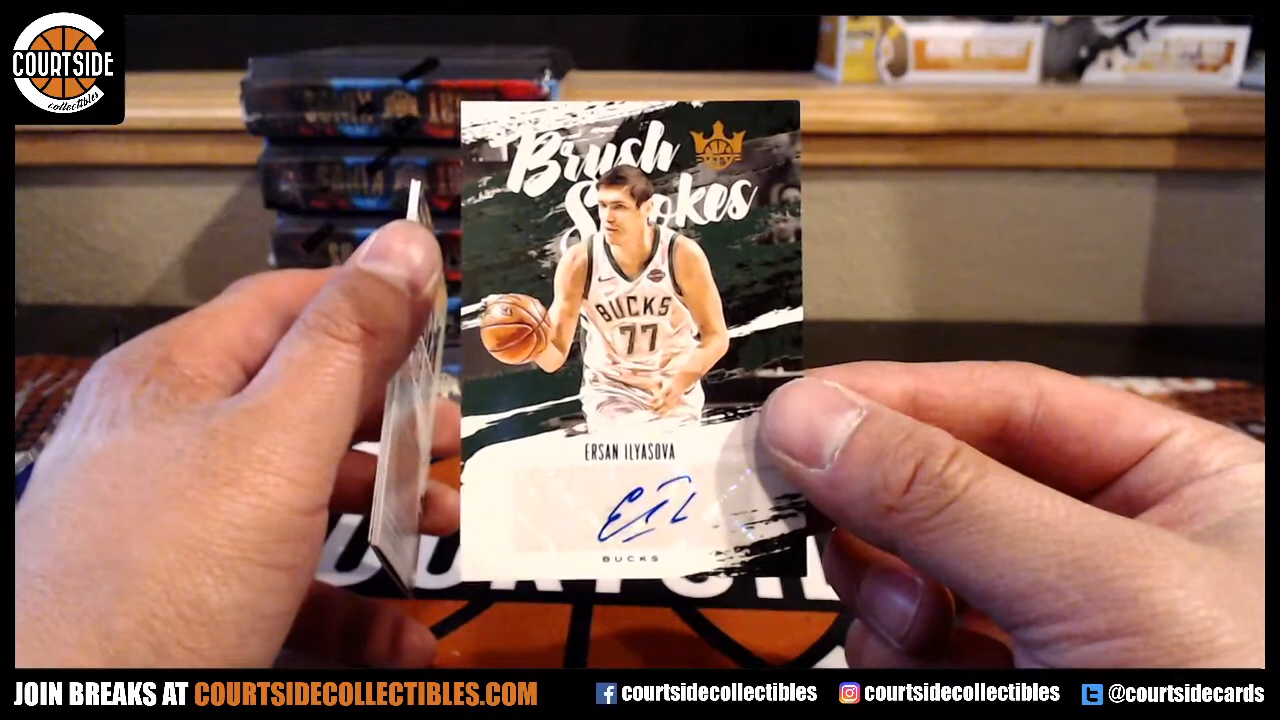 COURTSIDE
collectibles
Brush
Strokes
BUCKS
77
ERSAN ILYASOVA
BUCKS
JOIN BREAKS AT COURTSIDECOLLECTIBLES.COM
courtsidecollectibles
courtsidecollectibles
@courtsidecards